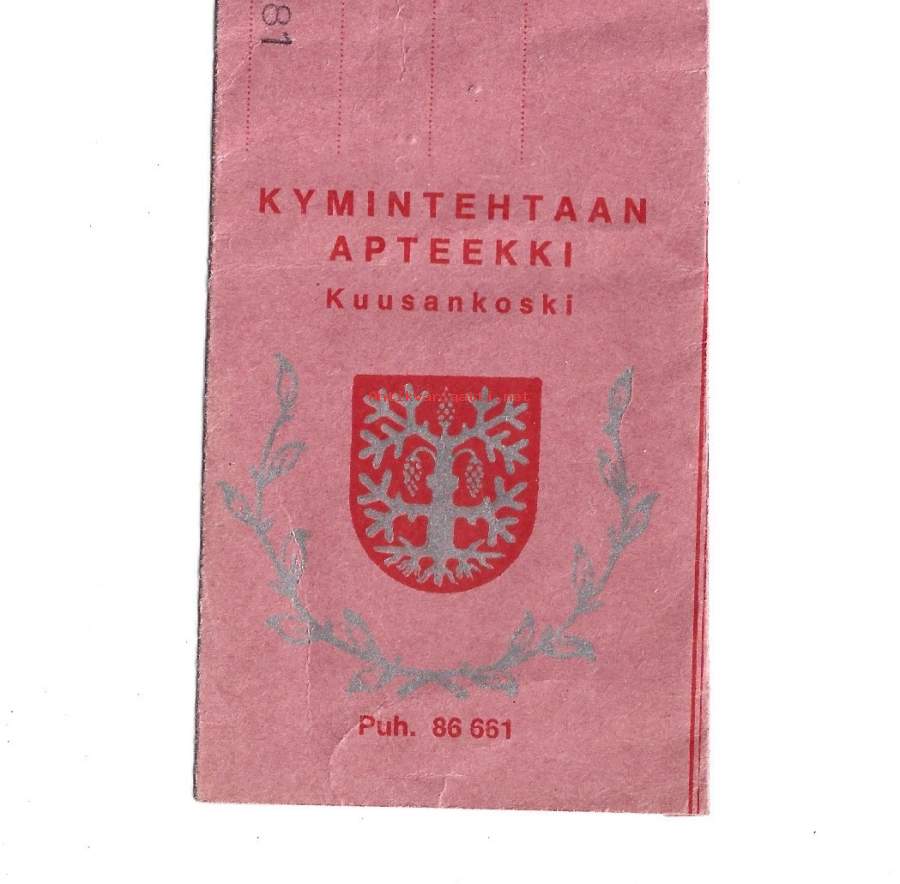 81
KYMINTEHTAAN
APTEEKKI
Kuusankoski
Puh. 86 661